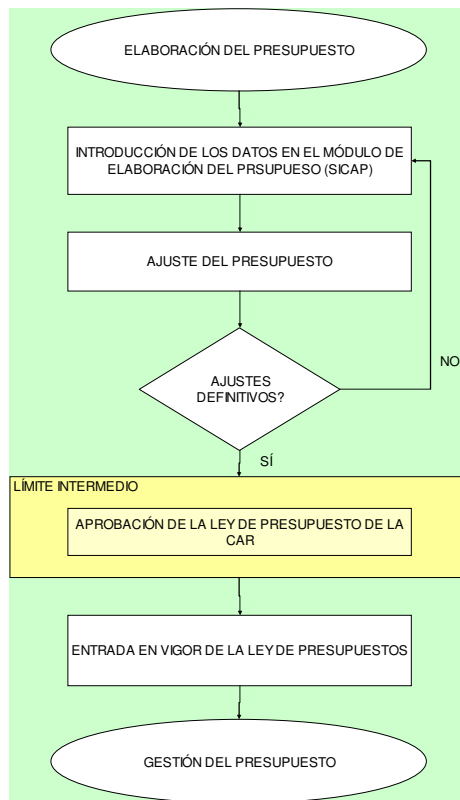 ELABORACIÓN DEL PRESUPUESTO
INTRODUCCIÓN DE LOS DATOS EN EL MÓDULO DE
ELABORACIÓN DEL PRSUPUESO (SICAP)
AJUSTE DEL PRESUPUESTO
AJUSTES
DEFINITIVOS?
NO
SÍ
LÍMITE INTERMEDIO
APROBACIÓN DE LA LEY DE PRESUPUESTO DE LA
CAR
ENTRADA EN VIGOR DE LA LEY DE PRESUPUESTOS
GESTIÓN DEL PRESUPUESTO